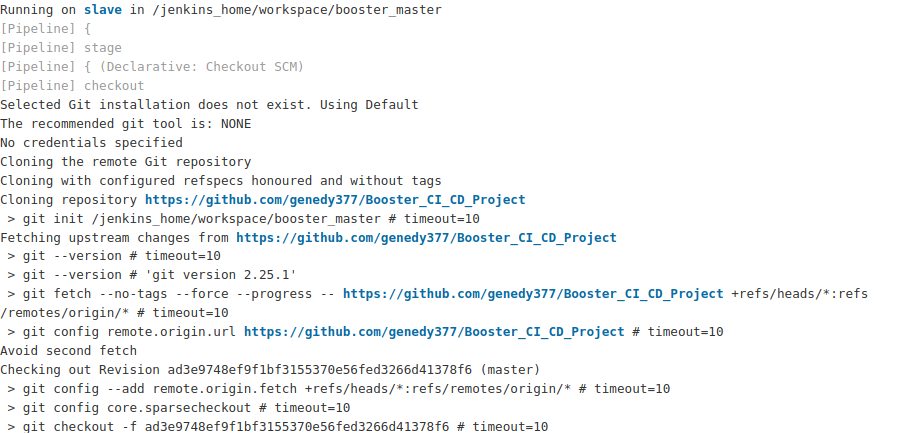 Running on slave in /jenkins_home/workspace/booster_master
[Pipeline] {
[Pipeline] stage
[Pipeline] { (Declarative: Checkout SCM)
[Pipeline] checkout
Selected Git installation does not exist. Using Default
The recommended git tool is: NONE
No credentials specified
Cloning the remote Git repository
Cloning with configured refspecs honoured and without tags
Cloning repository https://github.com/genedy377/Booster_CI_CD_Project
 > git init /jenkins_home/workspace/booster_master # timeout=10
Fetching upstream changes from https://github.com/genedy377/Booster_CI_CD_Project
 > git --version # timeout=10
 > git --version # 'git version 2.25.1'
 > git fetch --no-tags --force --progress -- https://github.com/genedy377/Booster_CI_CD_Project +refs/heads/*:refs
/remotes/origin/* # timeout=10
 > git config remote.origin.url https://github.com/genedy377/Booster_CI_CD_Project # timeout=10
Avoid second fetch
Checking out Revision ad3e9748ef9f1bf3155370e56fed3266d41378f6 (master)
 > git config --add remote.origin.fetch +refs/heads/*:refs/remotes/origin/* # timeout=10
 > git config core.sparsecheckout # timeout=10
 > git checkout -f ad3e9748ef9f1bf3155370e56fed3266d41378f6 # timeout=10